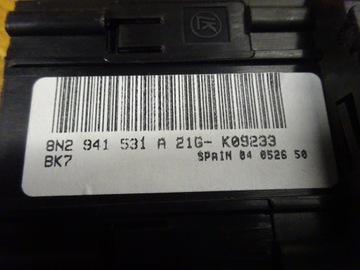 8N2 941 531 A 21G- K09233
BK7 SPAIN 04 0526 50